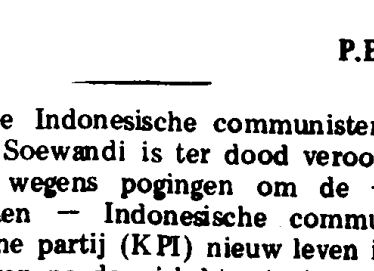 P.
e Indonesische communisten
Soewandi is ter dood veroo
wegens pogingen om de
en — Indonesische commu
ne partij (KPI) nieuw leven i